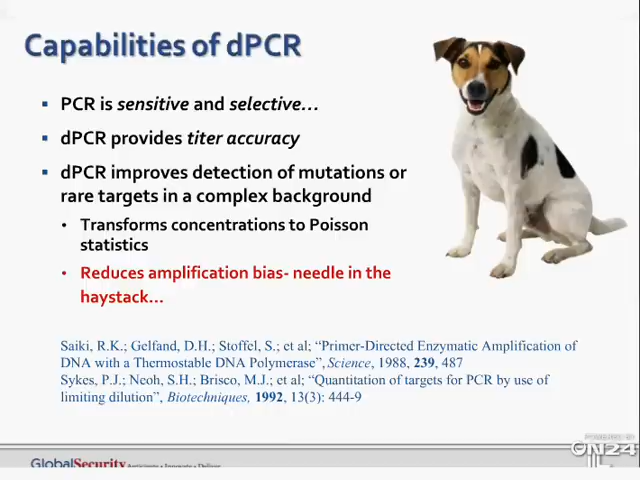 Capabilities of dPCR
▪ PCR is sensitive and selective...
▪ dPCR provides titer accuracy
▪ dPCR improves detection of mutations or
rare targets in a complex background
• Transforms concentrations to Poisson
statistics
• Reduces amplification bias- needle in the
haystack...
Saiki, R.K.; Gelfand, D.H.; Stoffel, S.; et al; “Primer-Directed Enzymatic Amplification of
DNA with a Thermostable DNA Polymerase”, Science, 1988, 239, 487
Sykes, P.J.; Neoh, S.H.; Brisco, M.J.; et al; “Quantitation of targets for PCR by use of
limiting dilution”, Biotechniques, 1992, 13(3): 444-9
POWERED BY
ON24
GlobalSecurity